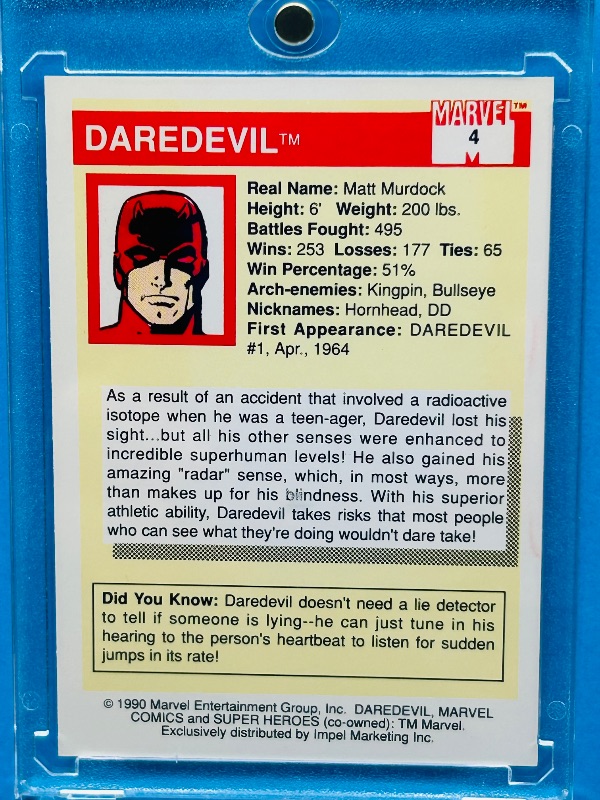 MARVEL™
DAREDEVIL™
4
Real Name: Matt Murdock
Height: 6' Weight: 200 lbs.
Battles Fought: 495
Wins: 253 Losses: 177 Ties: 65
Win Percentage: 51%
Arch-enemies: Kingpin, Bullseye
Nicknames: Hornhead, DD
First Appearance: DAREDEVIL
#1, Apr., 1964
As a result of an accident that involved a radioactive
isotope when he was a teen-ager, Daredevil lost his
sight...but all his other senses were enhanced to
incredible superhuman levels! He also gained his
amazing "radar" sense, which, in most ways, more
than makes up for his blindness. With his superior
athletic ability, Daredevil takes risks that most people
who can see what they're doing wouldn't dare take!
Did You Know: Daredevil doesn't need a lie detector
to tell if someone is lying--he can just tune in his
hearing to the person's heartbeat to listen for sudden
jumps in its rate!
© 1990 Marvel Entertainment Group, Inc. DAREDEVIL, MARVEL
COMICS and SUPER HEROES (co-owned): TM Marvel.
Exclusively distributed by Impel Marketing Inc.